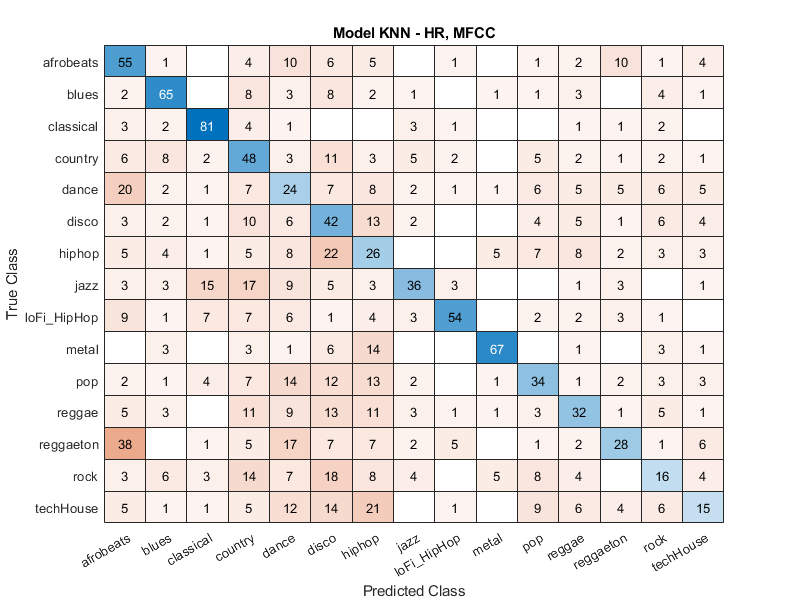 Model KNN - HR, MFCC
True Class
afrobeats 55 1 4 10 6 5 1 1 2 10 1 4
blues 2 65 8 3 8 2 1 1 1 3 4 1
classical 3 2 81 4 1 3 1 1 1 2
country 6 8 2 48 3 11 3 5 2 5 2 1 2 1
dance 20 2 1 7 24 7 8 2 1 1 6 5 5 6 5
disco 3 2 1 10 6 42 13 2 4 5 1 6 4
hiphop 5 4 1 5 8 22 26 5 7 8 2 3 3
jazz 3 3 15 17 9 5 3 36 3 1 3 1
loFi_HipHop 9 1 7 7 6 1 4 3 54 2 2 3 1
metal 3 3 1 6 14 67 1 3 1
pop 2 1 4 7 14 12 13 2 1 34 1 2 3 3
reggae 5 3 11 9 13 11 3 1 1 3 32 1 5 1
reggaeton 38 1 5 17 7 7 2 5 1 2 28 1 6
rock 3 6 3 14 7 18 8 4 5 8 4 16 4
techHouse 5 1 1 5 12 14 21 1 9 6 4 6 15
afrobeats blues classical country dance disco hiphop jazz loFi_HipHop metal pop reggae reggaeton rock techHouse
Predicted Class